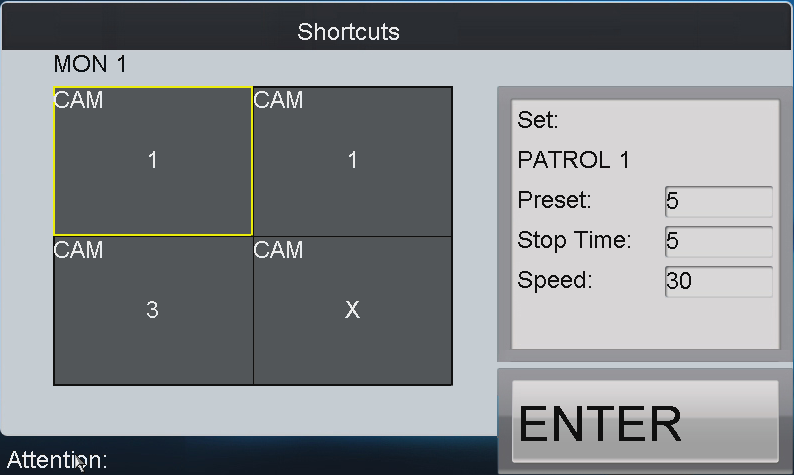 Shortcuts
MON 1
CAM
1
CAM
1
CAM
3
CAM
X
Set:
PATROL 1
Preset: 5
Stop Time: 5
Speed: 30
ENTER
Attention: